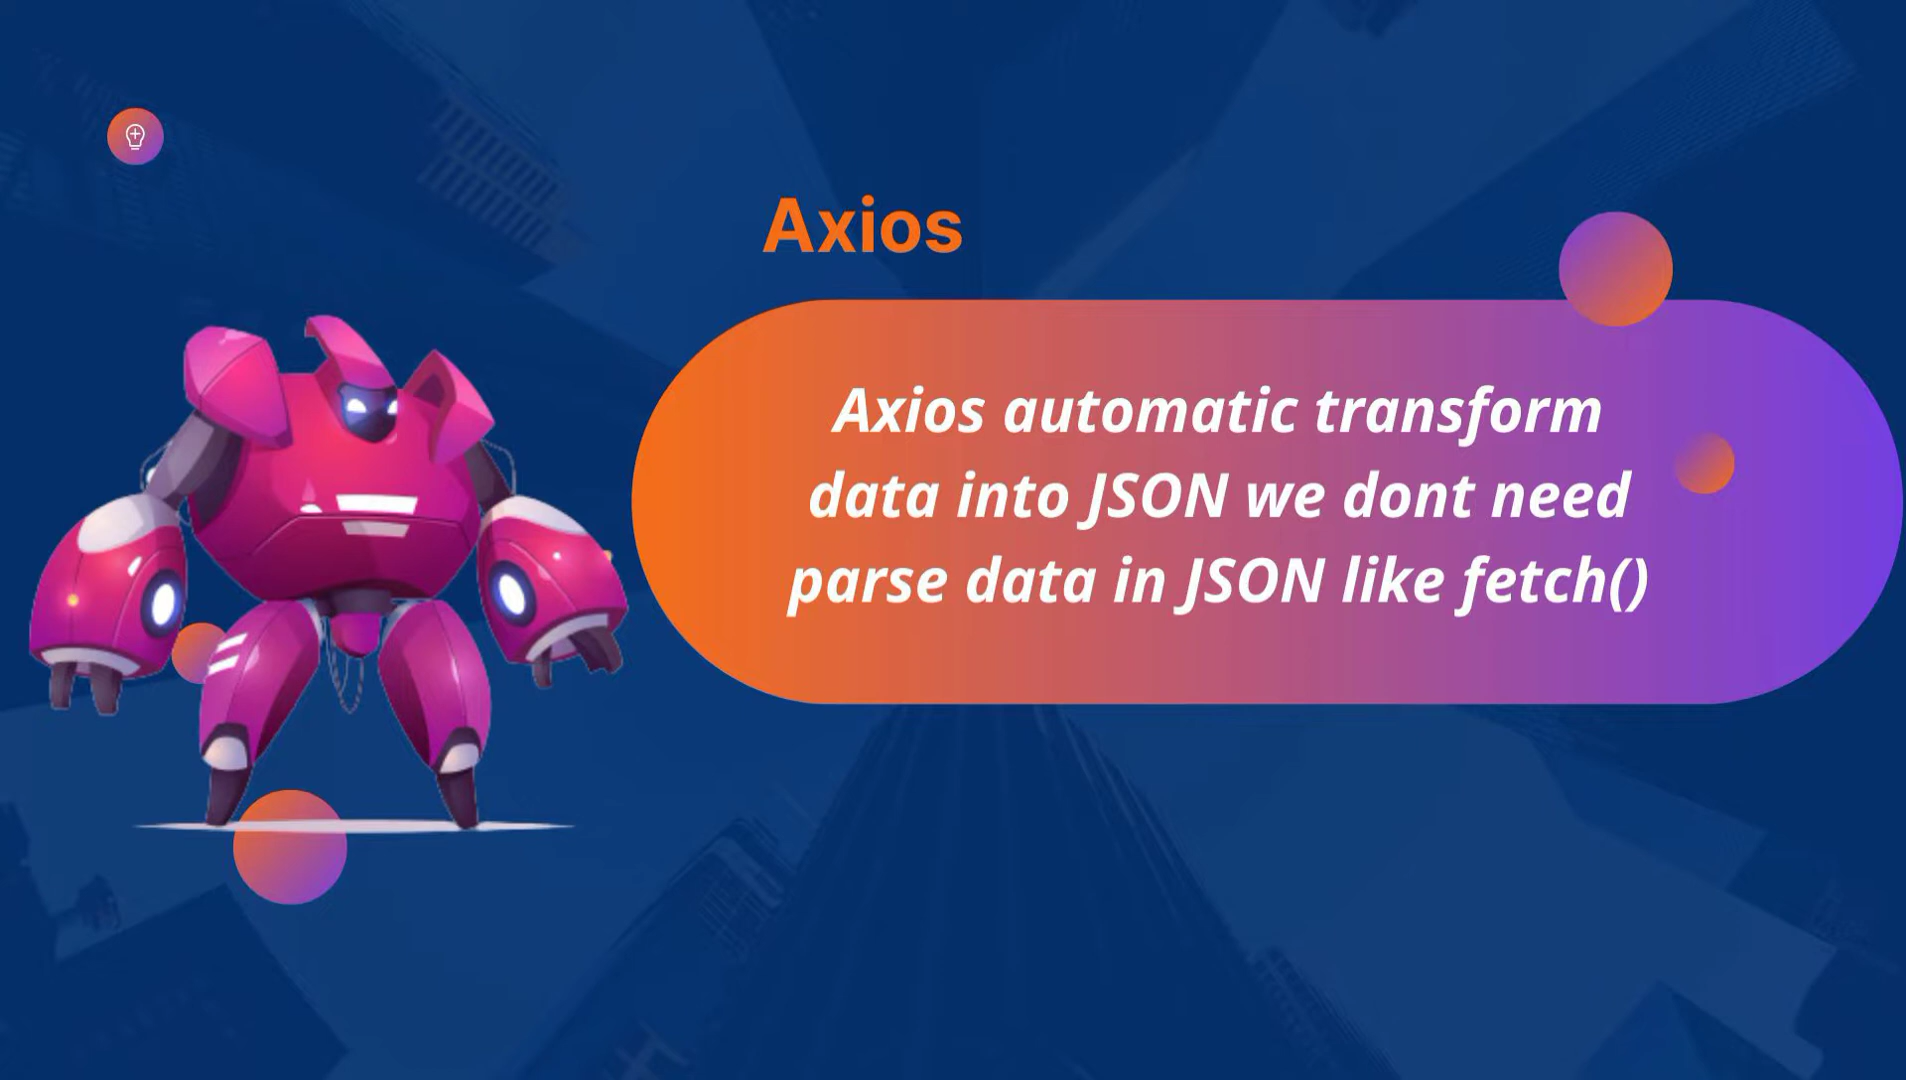 Axios
Axios automatic transform
data into JSON we dont need
parse data in JSON like fetch()